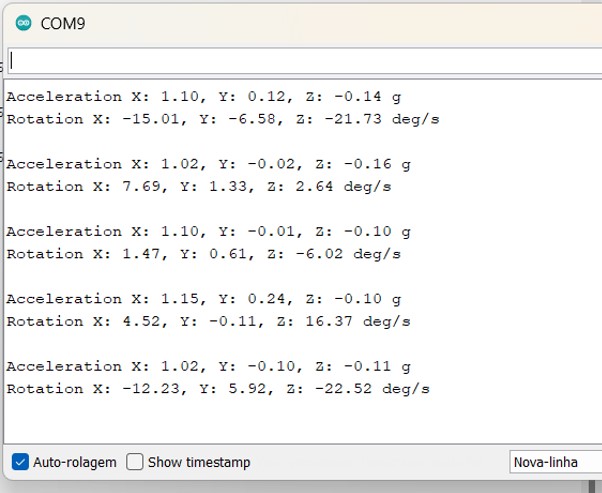 COM9
Acceleration X: 1.10, Y: 0.12, Z: -0.14 g
Rotation X: -15.01, Y: -6.58, Z: -21.73 deg/s
Acceleration X: 1.02, Y: -0.02, Z: -0.16 g
Rotation X: 7.69, Y: 1.33, Z: 2.64 deg/s
Acceleration X: 1.10, Y: -0.01, Z: -0.10 g
Rotation X: 1.47, Y: 0.61, Z: -6.02 deg/s
Acceleration X: 1.15, Y: 0.24, Z: -0.10 g
Rotation X: 4.52, Y: -0.11, Z: 16.37 deg/s
Acceleration X: 1.02, Y: -0.10, Z: -0.11 g
Rotation X: -12.23, Y: 5.92, Z: -22.52 deg/s
Auto-rolagem Show timestamp Nova-linha